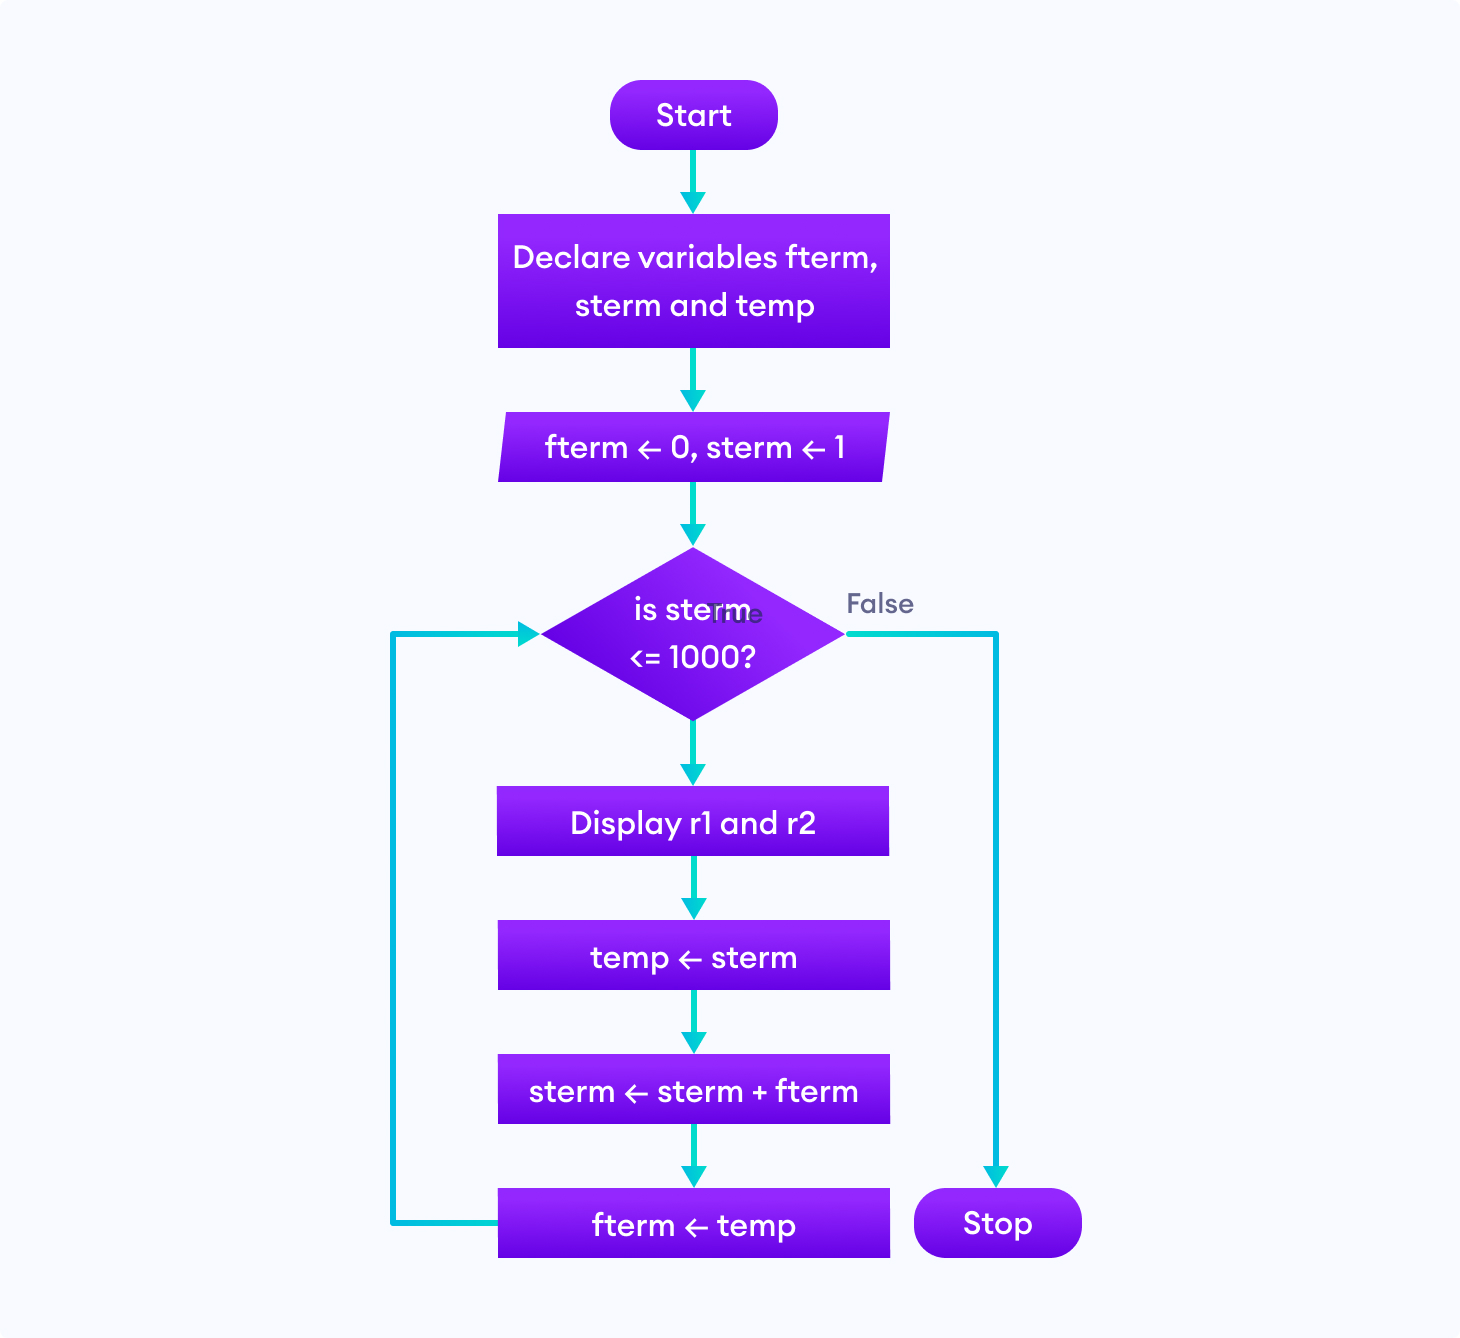 Start
Declare variables fterm,
sterm and temp
fterm ← 0, sterm ← 1
is sterm
True
<= 1000?
False
Display r1 and r2
temp ← sterm
sterm ← sterm + fterm
fterm ← temp
Stop